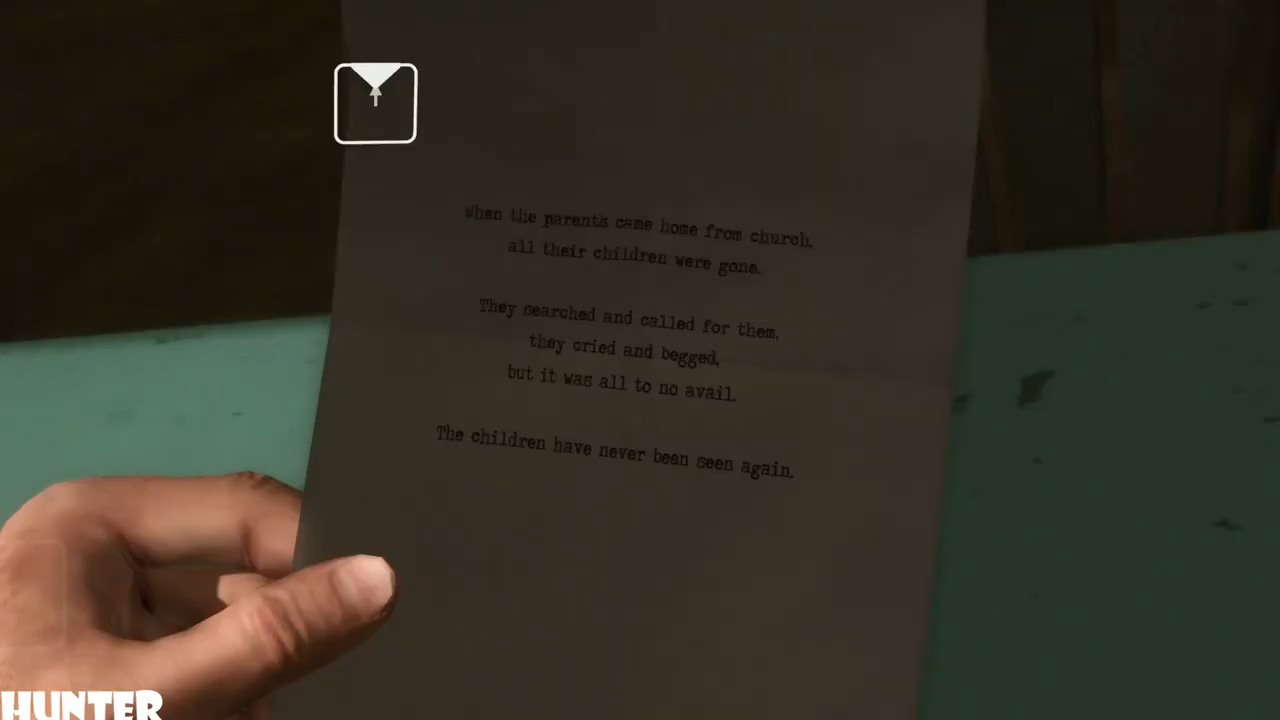 When the parents came home from church,
all their children were gone.
They searched and called for them,
they cried and begged,
but it was all to no avail.
The children have never been seen again.
HUNTER